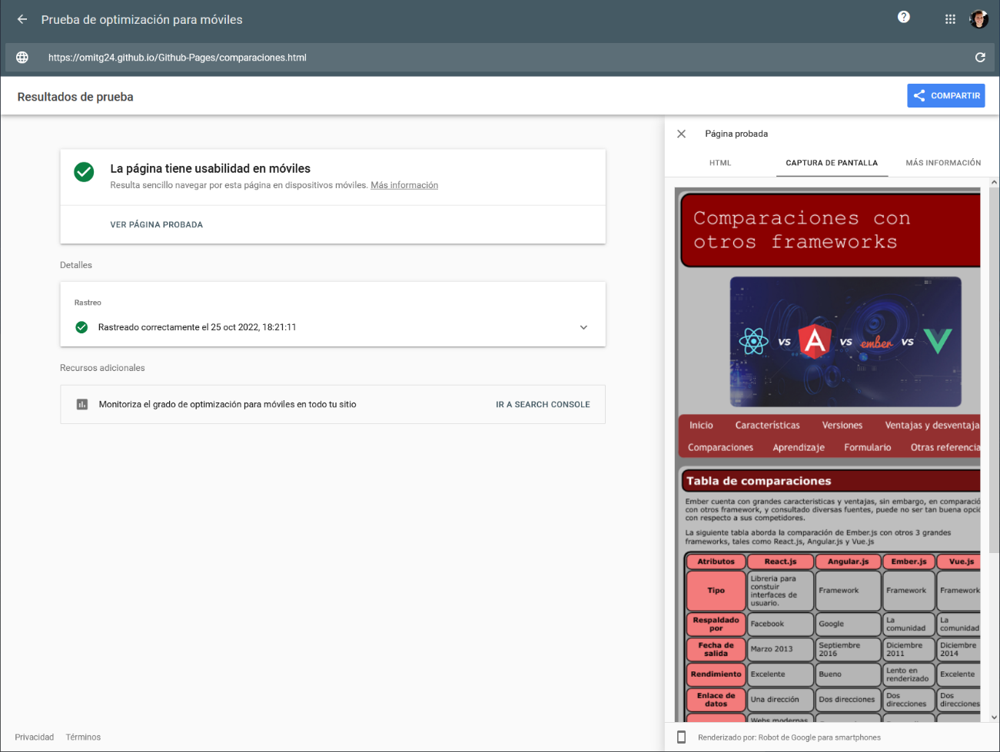 Prueba de optimización para móviles
https://omitg24.github.io/Github-Pages/comparaciones.html
Resultados de prueba
COMPARTIR
La página tiene usabilidad en móviles
Resulta sencillo navegar por esta página en dispositivos móviles. Más información
VER PÁGINA PROBADA
Detalles
Rastreo
Rastreado correctamente el 25 oct 2022, 18:21:11
Recursos adicionales
Monitoriza el grado de optimización para móviles en todo tu sitio
IR A SEARCH CONSOLE
Privacidad Términos
Página probada
HTML CAPTURA DE PANTALLA MÁS INFORMACIÓN
Comparaciones con
otros frameworks
VS A VS ember VS
Inicio Características Versiones Ventajas y desventaja
Comparaciones Aprendizaje Formulario Otras referencia
Tabla de comparaciones
Ember cuenta con grandes caracteristicas y ventajas, sin embargo, en comparació
con otros framework, y consultado diversas fuentes, puede no ser tan buena opció
con respecto a sus competidores.
La siguiente tabla aborda la comparación de Ember.js con otros 3 grandes
frameworks, tales como React.js, Angular.js y Vue.js
Atributos React.js Angular.js Ember.js Vue.js
Tipo
Libreria para
constuir
interfaces de
usuario.
Framework Framework Framework
Respaldado
por
Facebook Google
La
comunidad
La
comunidad
Fecha de
salida
Marzo 2013
Septiembre
2016
Diciembre
2011
Diciembre
2014
Rendimiento Excelente Bueno
Lento en
renderizado
Excelente
Enlace de
datos
Una dirección Dos direcciones
Dos
direcciones
Dos
direcciones
Webs modernas
Renderizado por: Robot de Google para smartphones